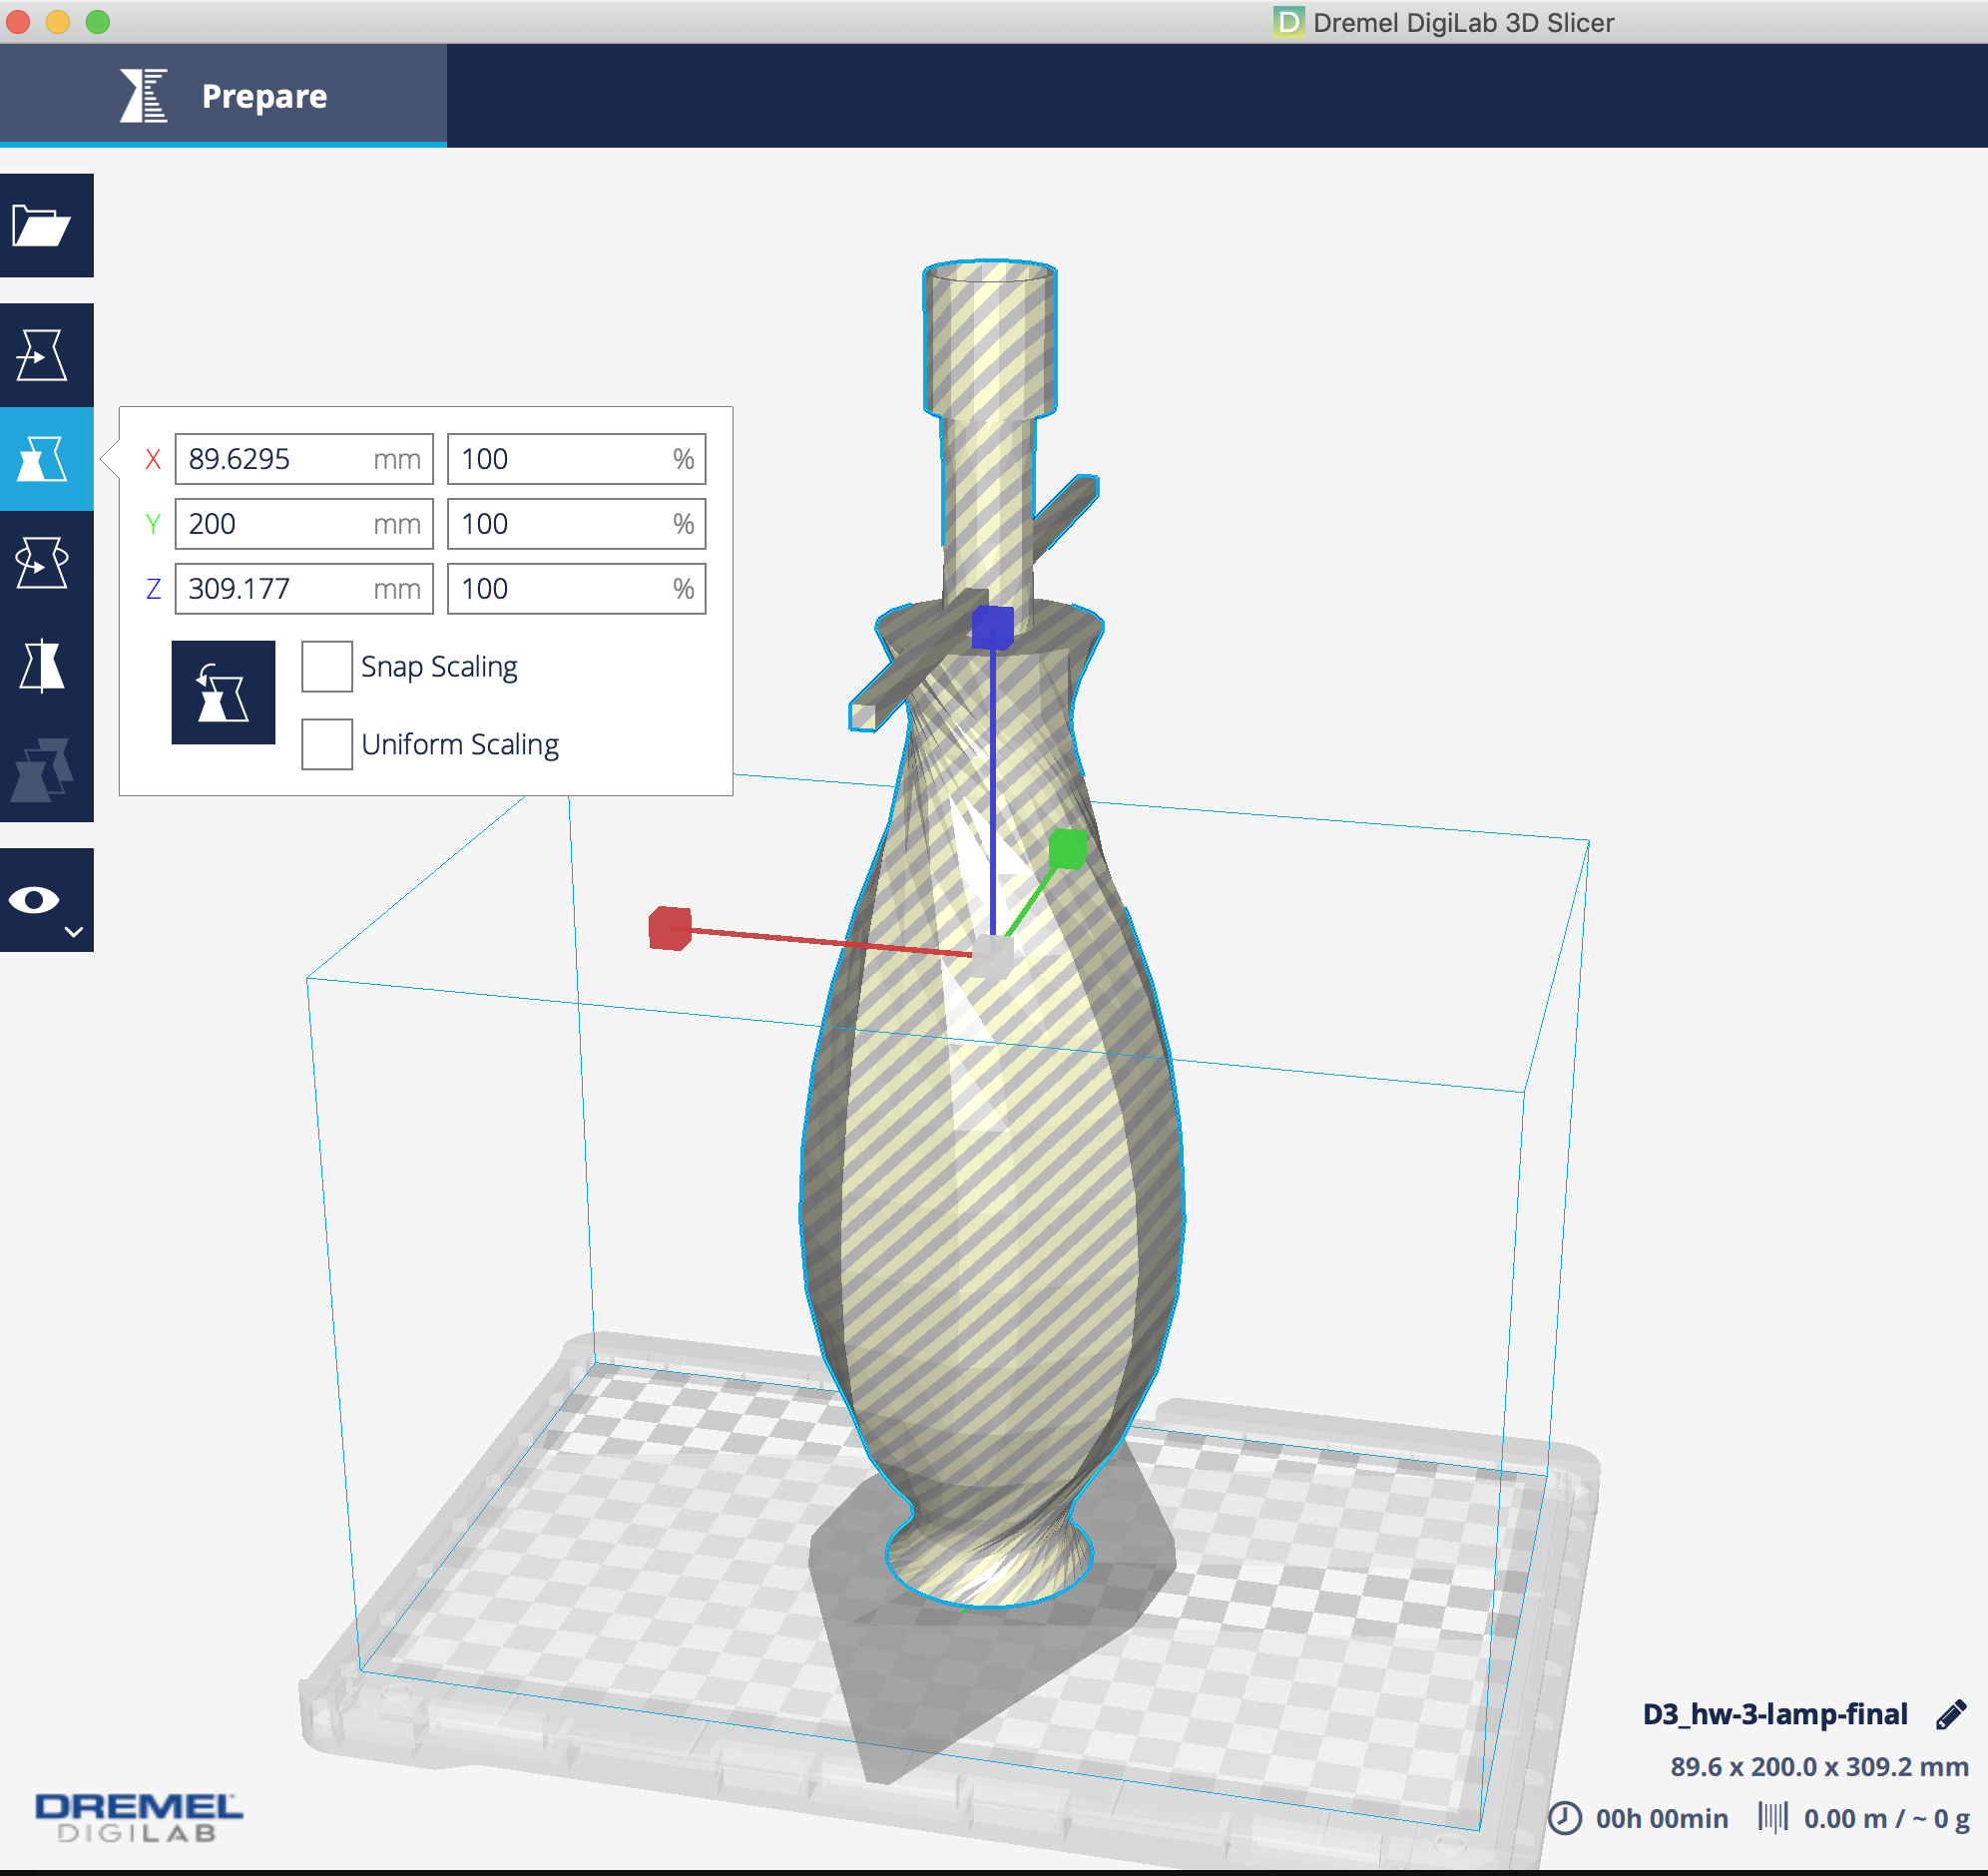 D Dremel DigiLab 3D Slicer
Prepare
X 89.6295 mm 100 %
Y 200 mm 100 %
Z 309.177 mm 100 %
Snap Scaling
Uniform Scaling
D3_hw-3-lamp-final
89.6 x 200.0 x 309.2 mm
00h 00min 0.00 m / ~ 0 g
DREMEL
DIGILAB